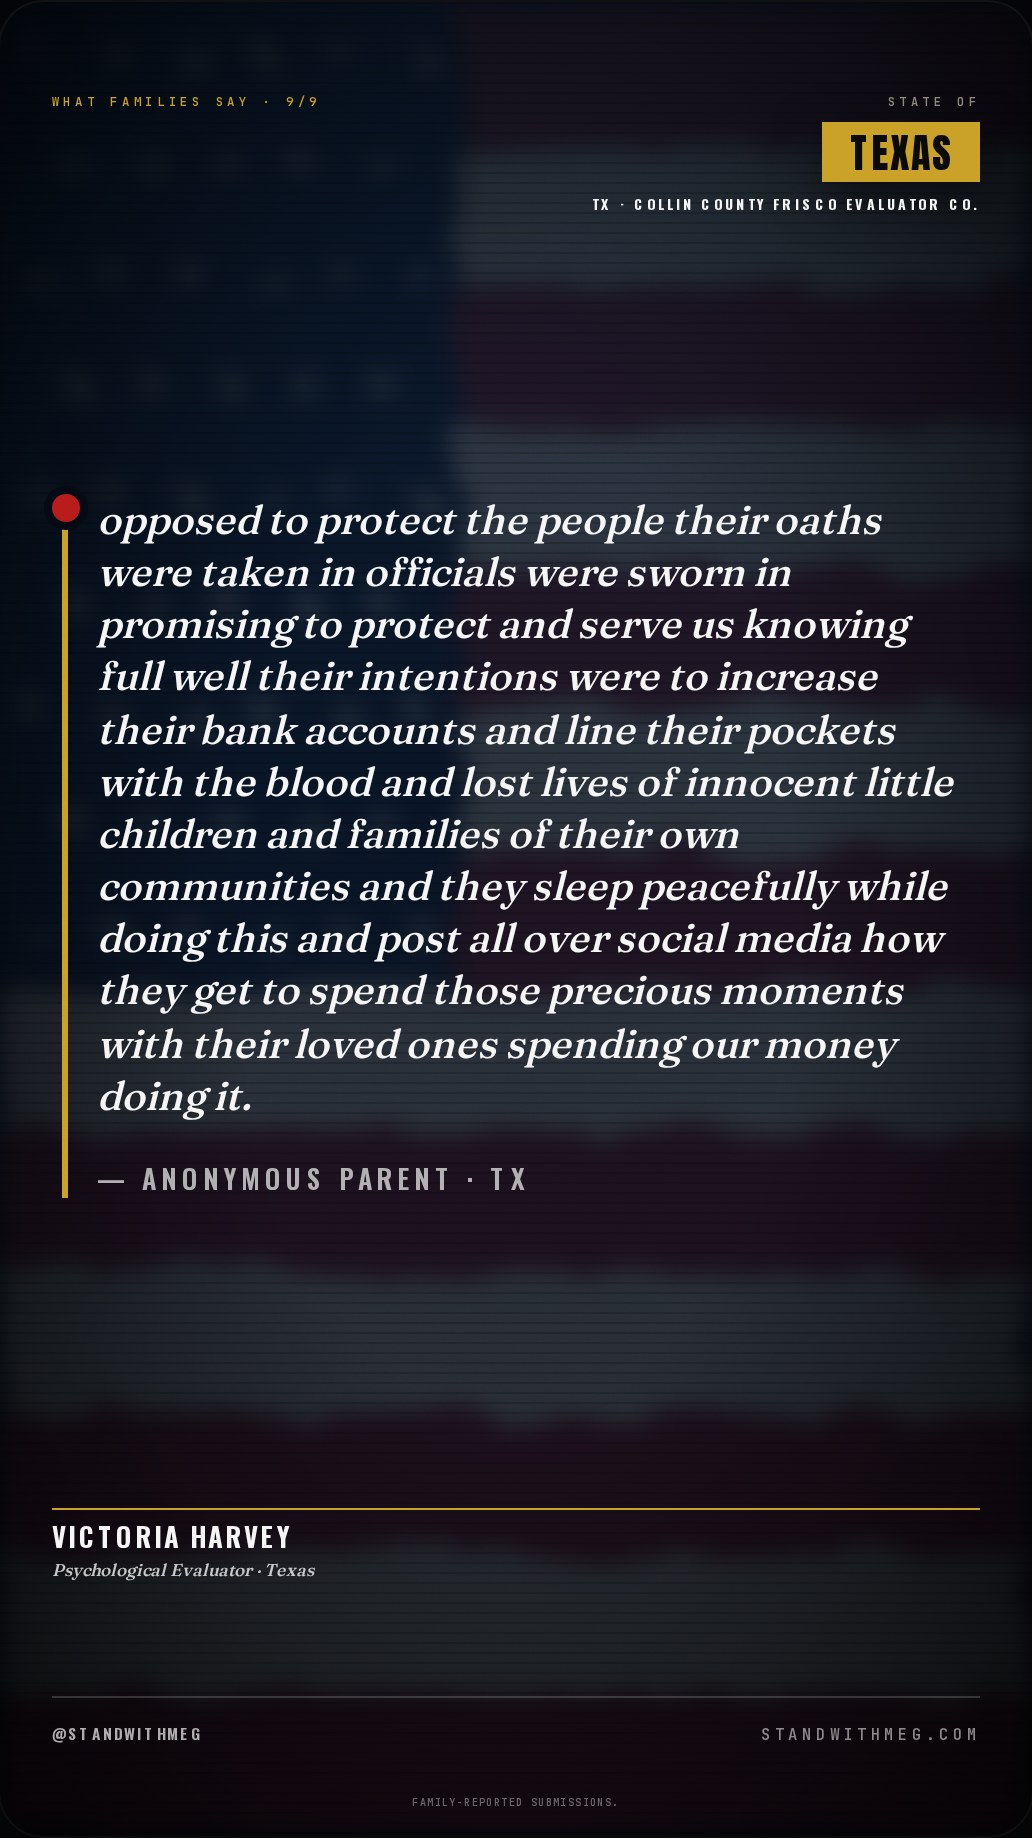 WHAT FAMILIES SAY · 9/9
STATE OF
TEXAS
TX · COLLIN COUNTY FRISCO EVALUATOR CO.
opposed to protect the people their oaths
were taken in officials were sworn in
promising to protect and serve us knowing
full well their intentions were to increase
their bank accounts and line their pockets
with the blood and lost lives of innocent little
children and families of their own
communities and they sleep peacefully while
doing this and post all over social media how
they get to spend those precious moments
with their loved ones spending our money
doing it.
— ANONYMOUS PARENT · TX
VICTORIA HARVEY
Psychological Evaluator · Texas
@STANDWITHMEG
STANDWITHMEG.COM
FAMILY-REPORTED SUBMISSIONS.